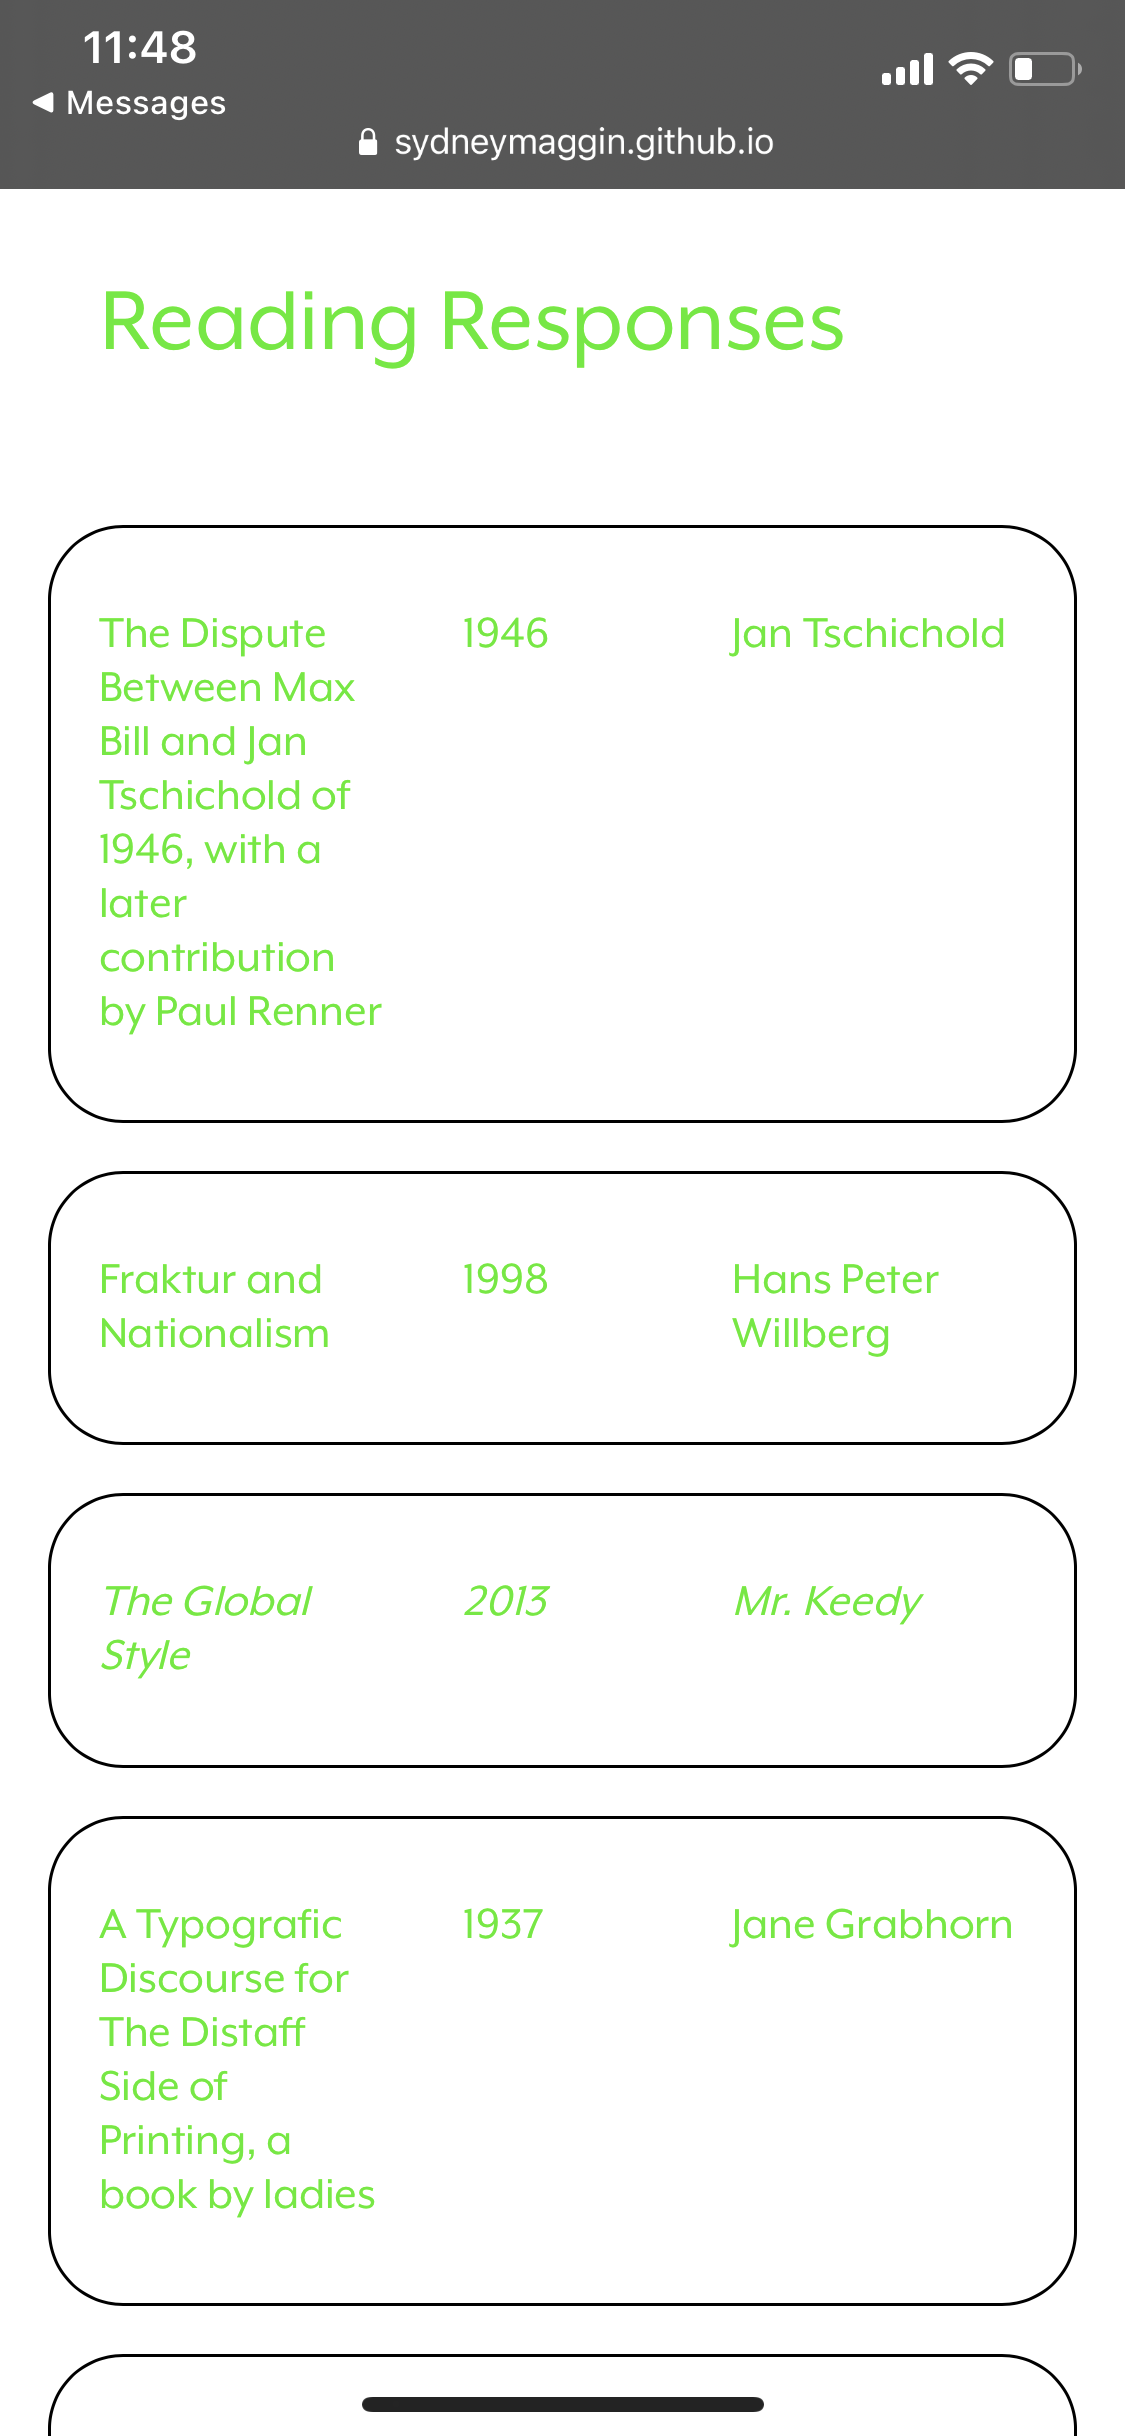 11:48
Messages
sydneymaggin.github.io
Reading Responses
The Dispute
Between Max
Bill and Jan
Tschichold of
1946, with a
later
contribution
by Paul Renner
1946
Jan Tschichold
Fraktur and
Nationalism
1998
Hans Peter
Willberg
The Global
Style
2013
Mr. Keedy
A Typografic
Discourse for
The Distaff
Side of
Printing, a
book by ladies
1937
Jane Grabhorn